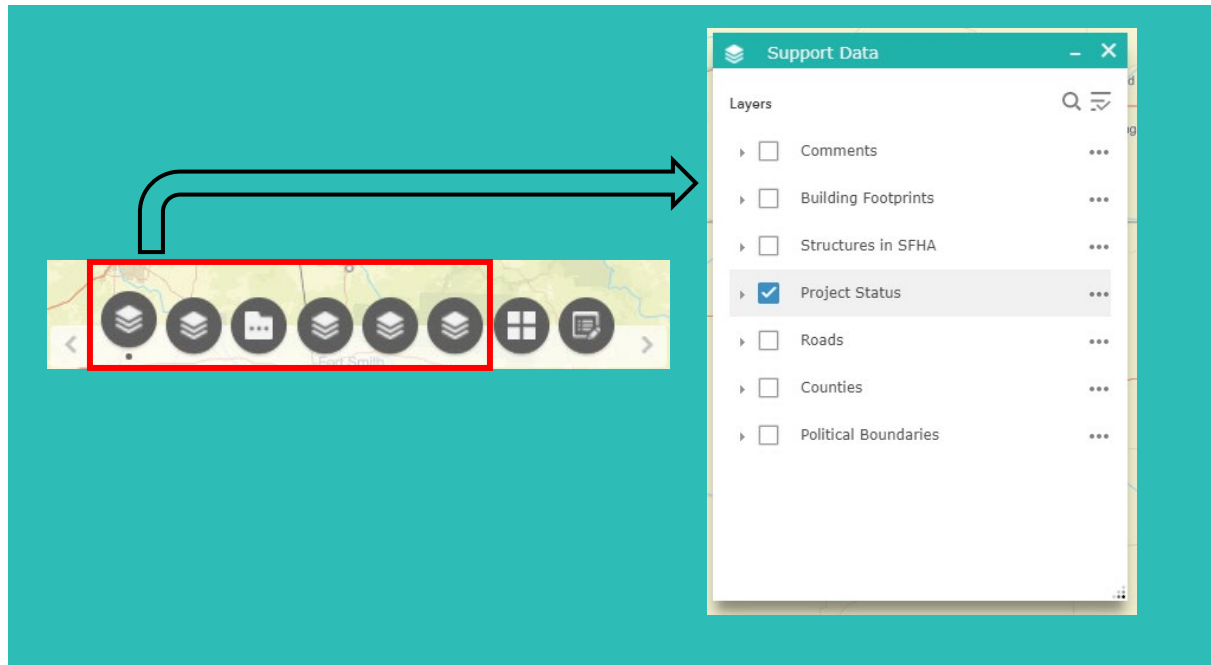 Support Data
Layers
Comments
Building Footprints
Structures in SFHA
Project Status
Roads
Counties
Political Boundaries
Fort Smith